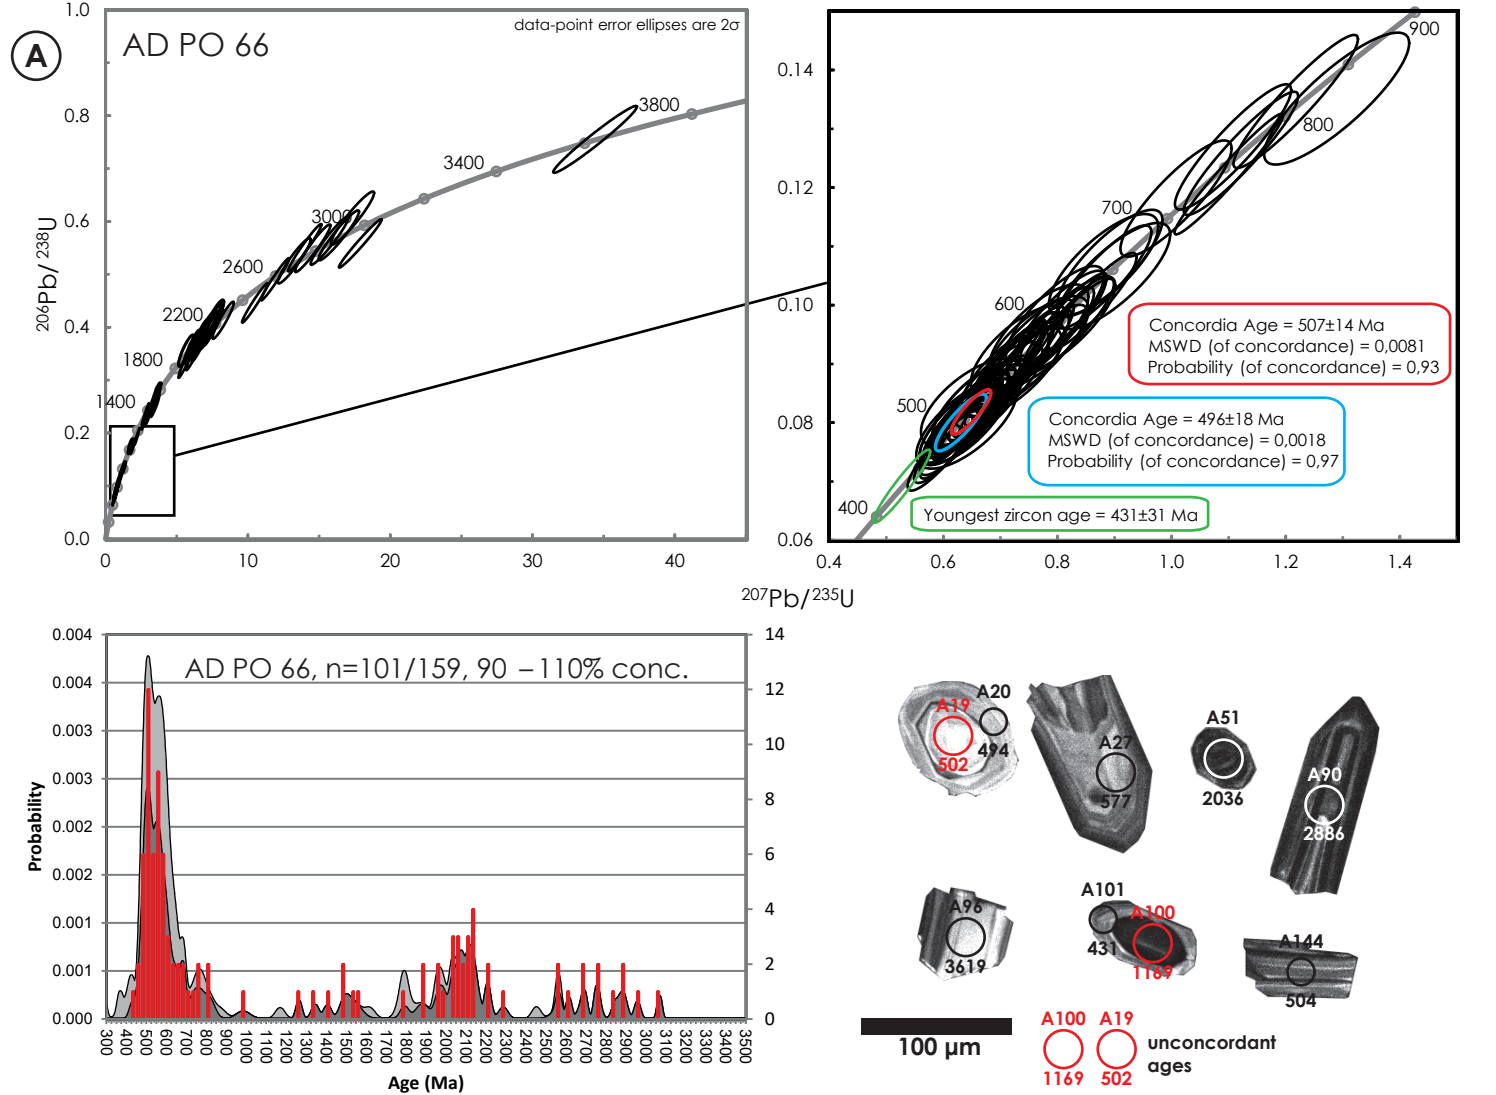 A
AD PO 66
data-point error ellipses are 2σ
206Pb/238U
1.0
0.8
0.6
0.4
0.2
0.0
0
10
20
30
40
1400
1800
2200
2600
3000
3400
3800
0.14
0.12
0.10
0.08
0.06
0.4
0.6
0.8
1.0
1.2
1.4
400
500
600
700
800
900
Concordia Age = 507±14 Ma
MSWD (of concordance) = 0,0081
Probability (of concordance) = 0,93
Concordia Age = 496±18 Ma
MSWD (of concordance) = 0,0018
Probability (of concordance) = 0,97
Youngest zircon age = 431±31 Ma
207Pb/235U
AD PO 66, n=101/159, 90 – 110% conc.
Probability
0.004
0.004
0.003
0.003
0.002
0.002
0.001
0.001
0.000
14
12
10
8
6
4
2
0
300 400 500 600 700 800 900 1000 1100 1200 1300 1400 1500 1600 1700 1800 1900 2000 2100 2200 2300 2400 2500 2600 2700 2800 2900 3000 3100 3200 3300 3400 3500
Age (Ma)
A19
502
A20
494
A27
577
A51
2036
A90
2886
A96
3619
A101
431
A100
1169
A144
504
100 µm
A100 A19
1169 502
unconcordant
ages